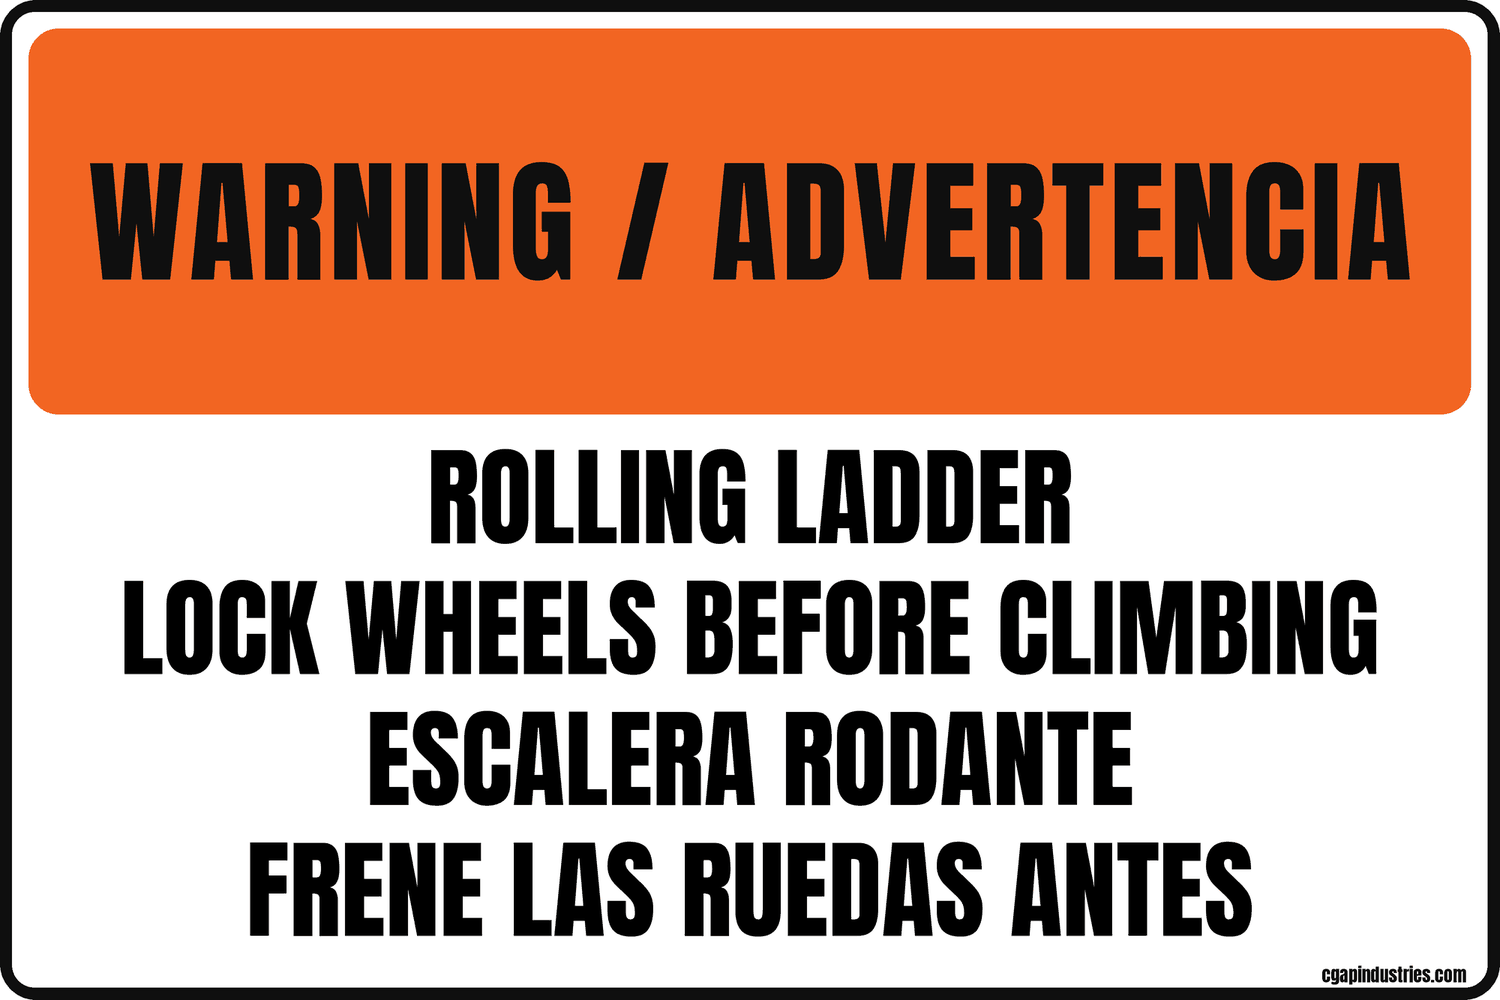 WARNING / ADVERTENCIA
ROLLING LADDER
LOCK WHEELS BEFORE CLIMBING
ESCALERA RODANTE
FRENE LAS RUEDAS ANTES
cgapindustries.com